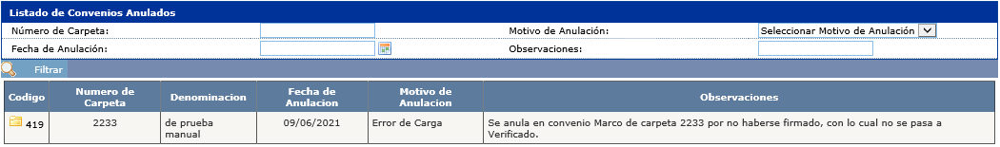 Listado de Convenios Anulados
Número de Carpeta: Motivo de Anulación: Seleccionar Motivo de Anulación
Fecha de Anulación: Observaciones:
Filtrar
Codigo Numero de Carpeta Denominacion Fecha de Anulacion Motivo de Anulacion Observaciones
419 2233 de prueba manual 09/06/2021 Error de Carga Se anula en convenio Marco de carpeta 2233 por no haberse firmado, con lo cual no se pasa a Verificado.